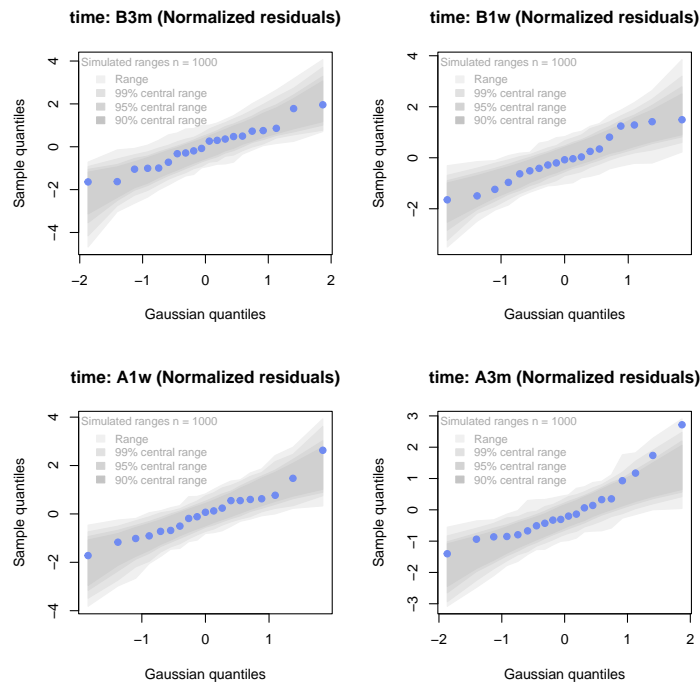 time: B3m (Normalized residuals)
Simulated ranges n = 1000
Range
99% central range
95% central range
90% central range
4
2
0
−2
−4
Sample quantiles
−2
−1
0
1
2
Gaussian quantiles
time: B1w (Normalized residuals)
Simulated ranges n = 1000
Range
99% central range
95% central range
90% central range
4
2
0
−2
Sample quantiles
−1
0
1
Gaussian quantiles
time: A1w (Normalized residuals)
Simulated ranges n = 1000
Range
99% central range
95% central range
90% central range
4
2
0
−2
−4
Sample quantiles
−1
0
1
Gaussian quantiles
time: A3m (Normalized residuals)
Simulated ranges n = 1000
Range
99% central range
95% central range
90% central range
3
2
1
0
−1
−2
−3
Sample quantiles
−2
−1
0
1
2
Gaussian quantiles